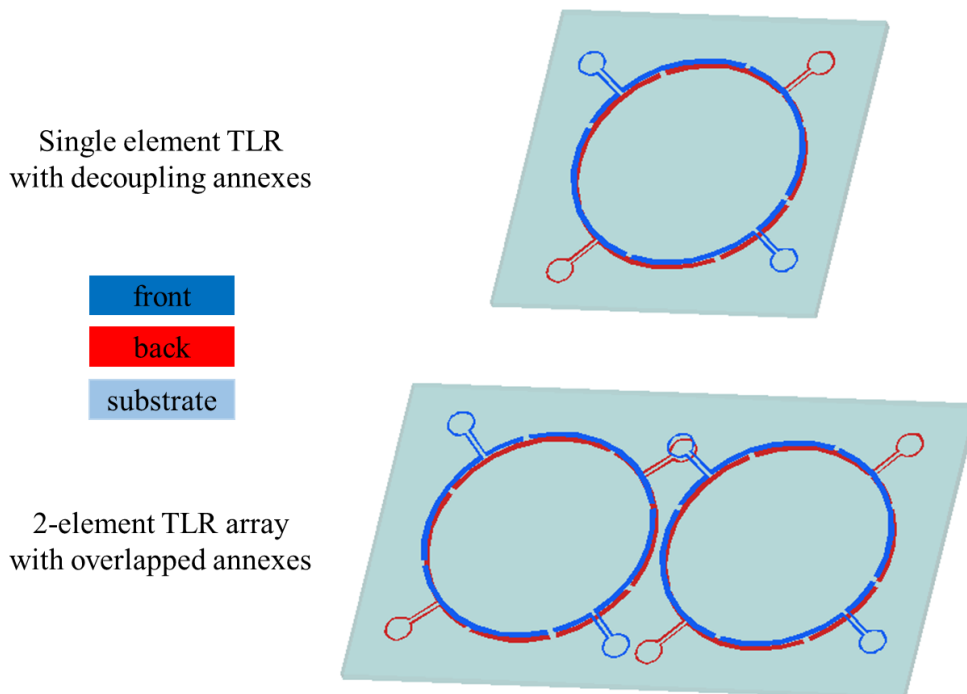 Single element TLR
with decoupling annexes
front
back
substrate
2-element TLR array
with overlapped annexes